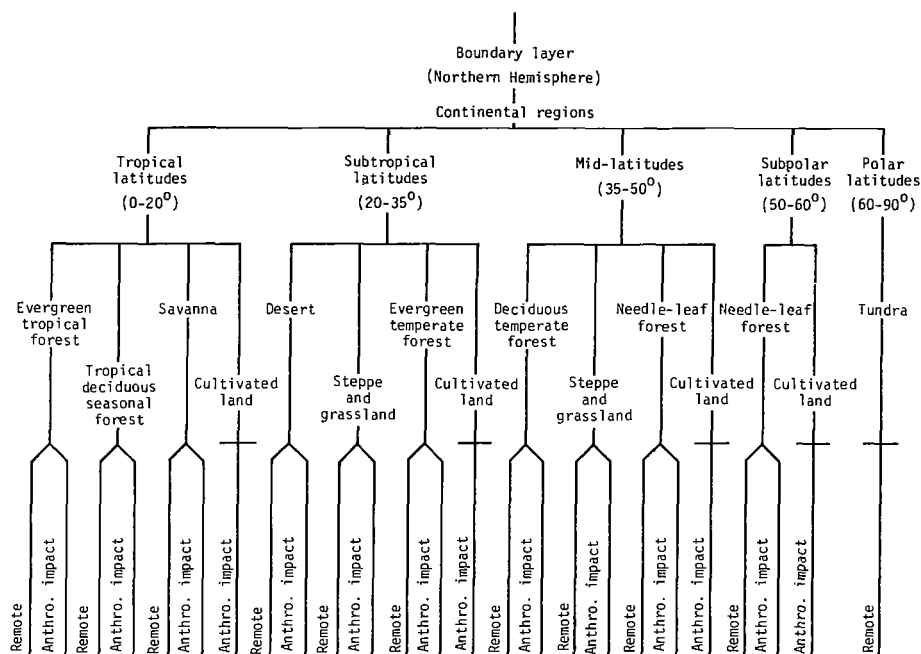 Boundary layer
(Northern Hemisphere)
Continental regions
Tropical
latitudes
(0-20⁰)
Subtropical
latitudes
(20-35⁰)
Mid-latitudes
(35-50⁰)
Subpolar
latitudes
(50-60⁰)
Polar
latitudes
(60-90⁰)
Evergreen
tropical
forest
Tropical
deciduous
seasonal
forest
Savanna
Cultivated
land
Desert
Steppe
and
grassland
Evergreen
temperate
forest
Cultivated
land
Deciduous
temperate
forest
Steppe
and
grassland
Needle-leaf
forest
Cultivated
land
Needle-leaf
forest
Cultivated
land
Tundra
Remote
Anthro. impact
Remote
Anthro. impact
Remote
Anthro. impact
Anthro. impact
Remote
Anthro. impact
Remote
Anthro. impact
Remote
Anthro. impact
Anthro. impact
Remote
Anthro. impact
Remote
Anthro. impact
Remote
Anthro. impact
Anthro. impact
Remote
Anthro. impact
Anthro. impact
Remote